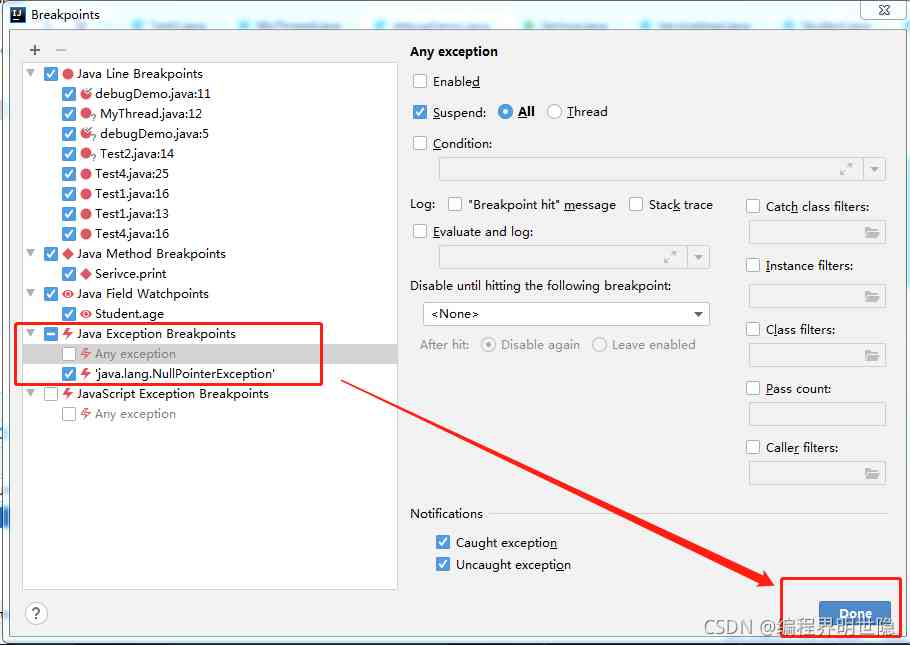 Breakpoints
Java Line Breakpoints
debugDemo.java:11
MyThread.java:12
debugDemo.java:5
Test2.java:14
Test4.java:25
Test1.java:16
Test1.java:13
Test4.java:16
Java Method Breakpoints
Serivce.print
Java Field Watchpoints
Student.age
Java Exception Breakpoints
Any exception
'java.lang.NullPointerException'
JavaScript Exception Breakpoints
Any exception
Any exception
Enabled
Suspend: All Thread
Condition:
Log: "Breakpoint hit" message Stack trace
Evaluate and log:
Disable until hitting the following breakpoint:
<None>
After hit: Disable again Leave enabled
Catch class filters:
Instance filters:
Class filters:
Pass count:
Caller filters:
Notifications
Caught exception
Uncaught exception
?
Done
CSDN @编程界明世隐